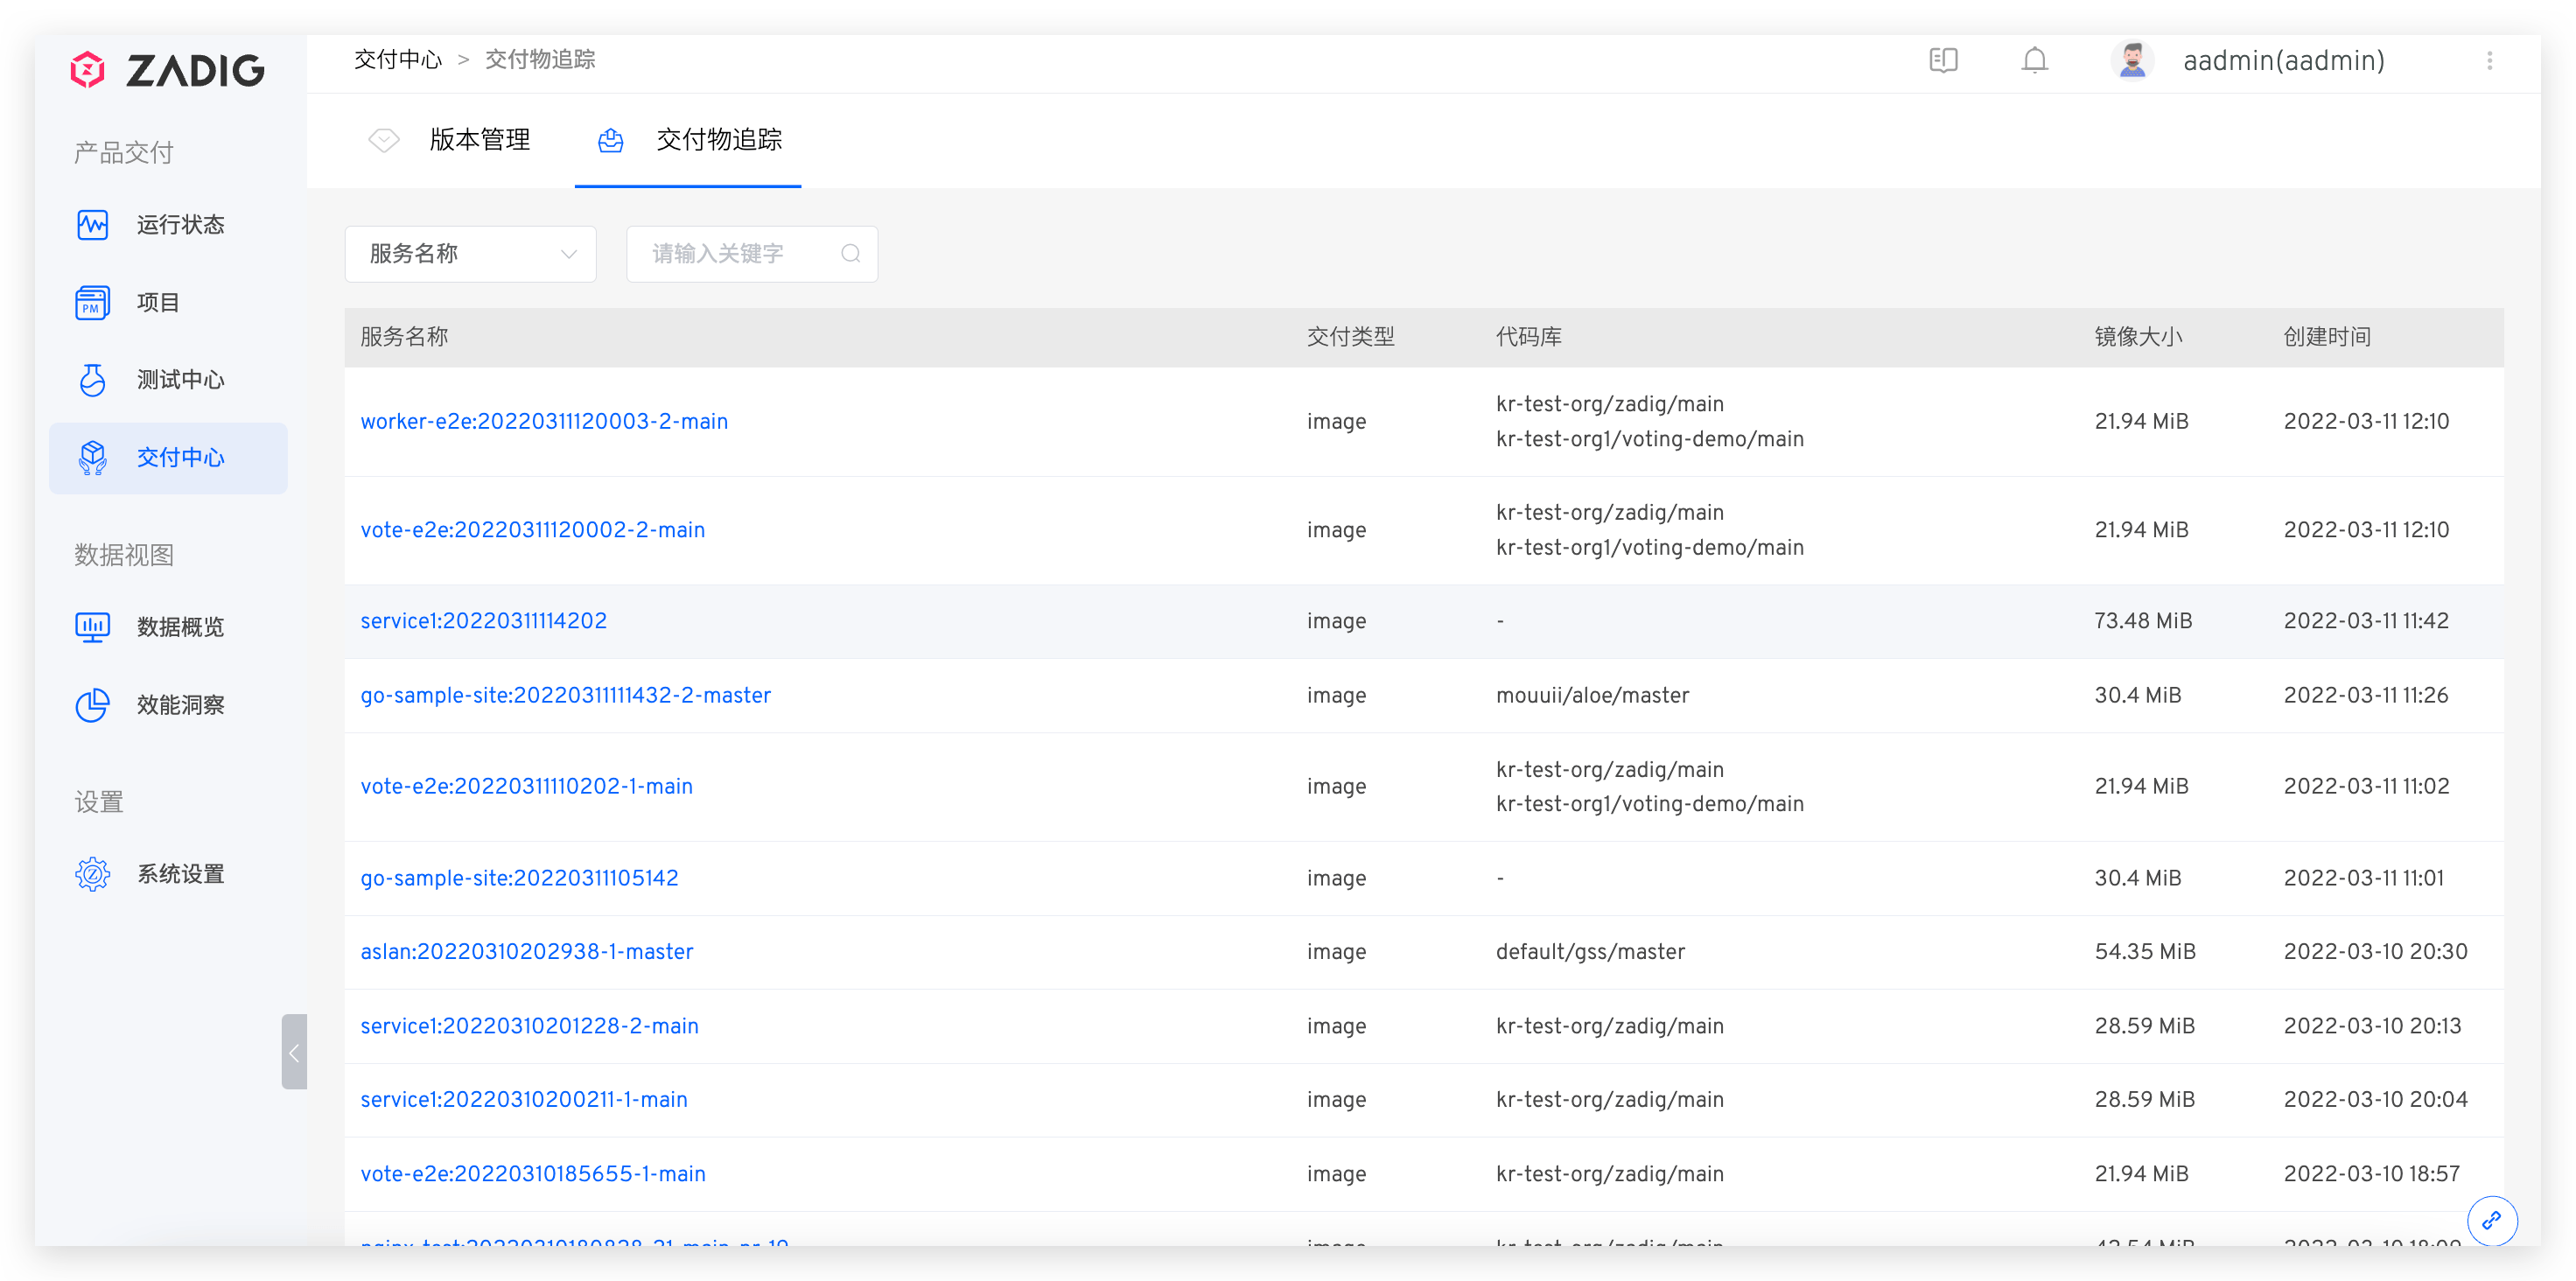 ZADIG
交付中心 > 交付物追踪
aadmin(aadmin)
产品交付
运行状态
PM
项目
测试中心
交付中心
数据视图
数据概览
效能洞察
设置
系统设置
版本管理
交付物追踪
服务名称
请输入关键字
服务名称 交付类型 代码库 镜像大小 创建时间
worker-e2e:20220311120003-2-main image kr-test-org/zadig/main 21.94 MiB 2022-03-11 12:10
kr-test-org1/voting-demo/main
vote-e2e:20220311120002-2-main image kr-test-org/zadig/main 21.94 MiB 2022-03-11 12:10
kr-test-org1/voting-demo/main
service1:20220311114202 image - 73.48 MiB 2022-03-11 11:42
go-sample-site:20220311111432-2-master image mouuii/aloe/master 30.4 MiB 2022-03-11 11:26
vote-e2e:20220311110202-1-main image kr-test-org/zadig/main 21.94 MiB 2022-03-11 11:02
kr-test-org1/voting-demo/main
go-sample-site:20220311105142 image - 30.4 MiB 2022-03-11 11:01
aslan:20220310202938-1-master image default/gss/master 54.35 MiB 2022-03-10 20:30
service1:20220310201228-2-main image kr-test-org/zadig/main 28.59 MiB 2022-03-10 20:13
service1:20220310200211-1-main image kr-test-org/zadig/main 28.59 MiB 2022-03-10 20:04
vote-e2e:20220310185655-1-main image kr-test-org/zadig/main 21.94 MiB 2022-03-10 18:57
image kr-test-org/zadig/main